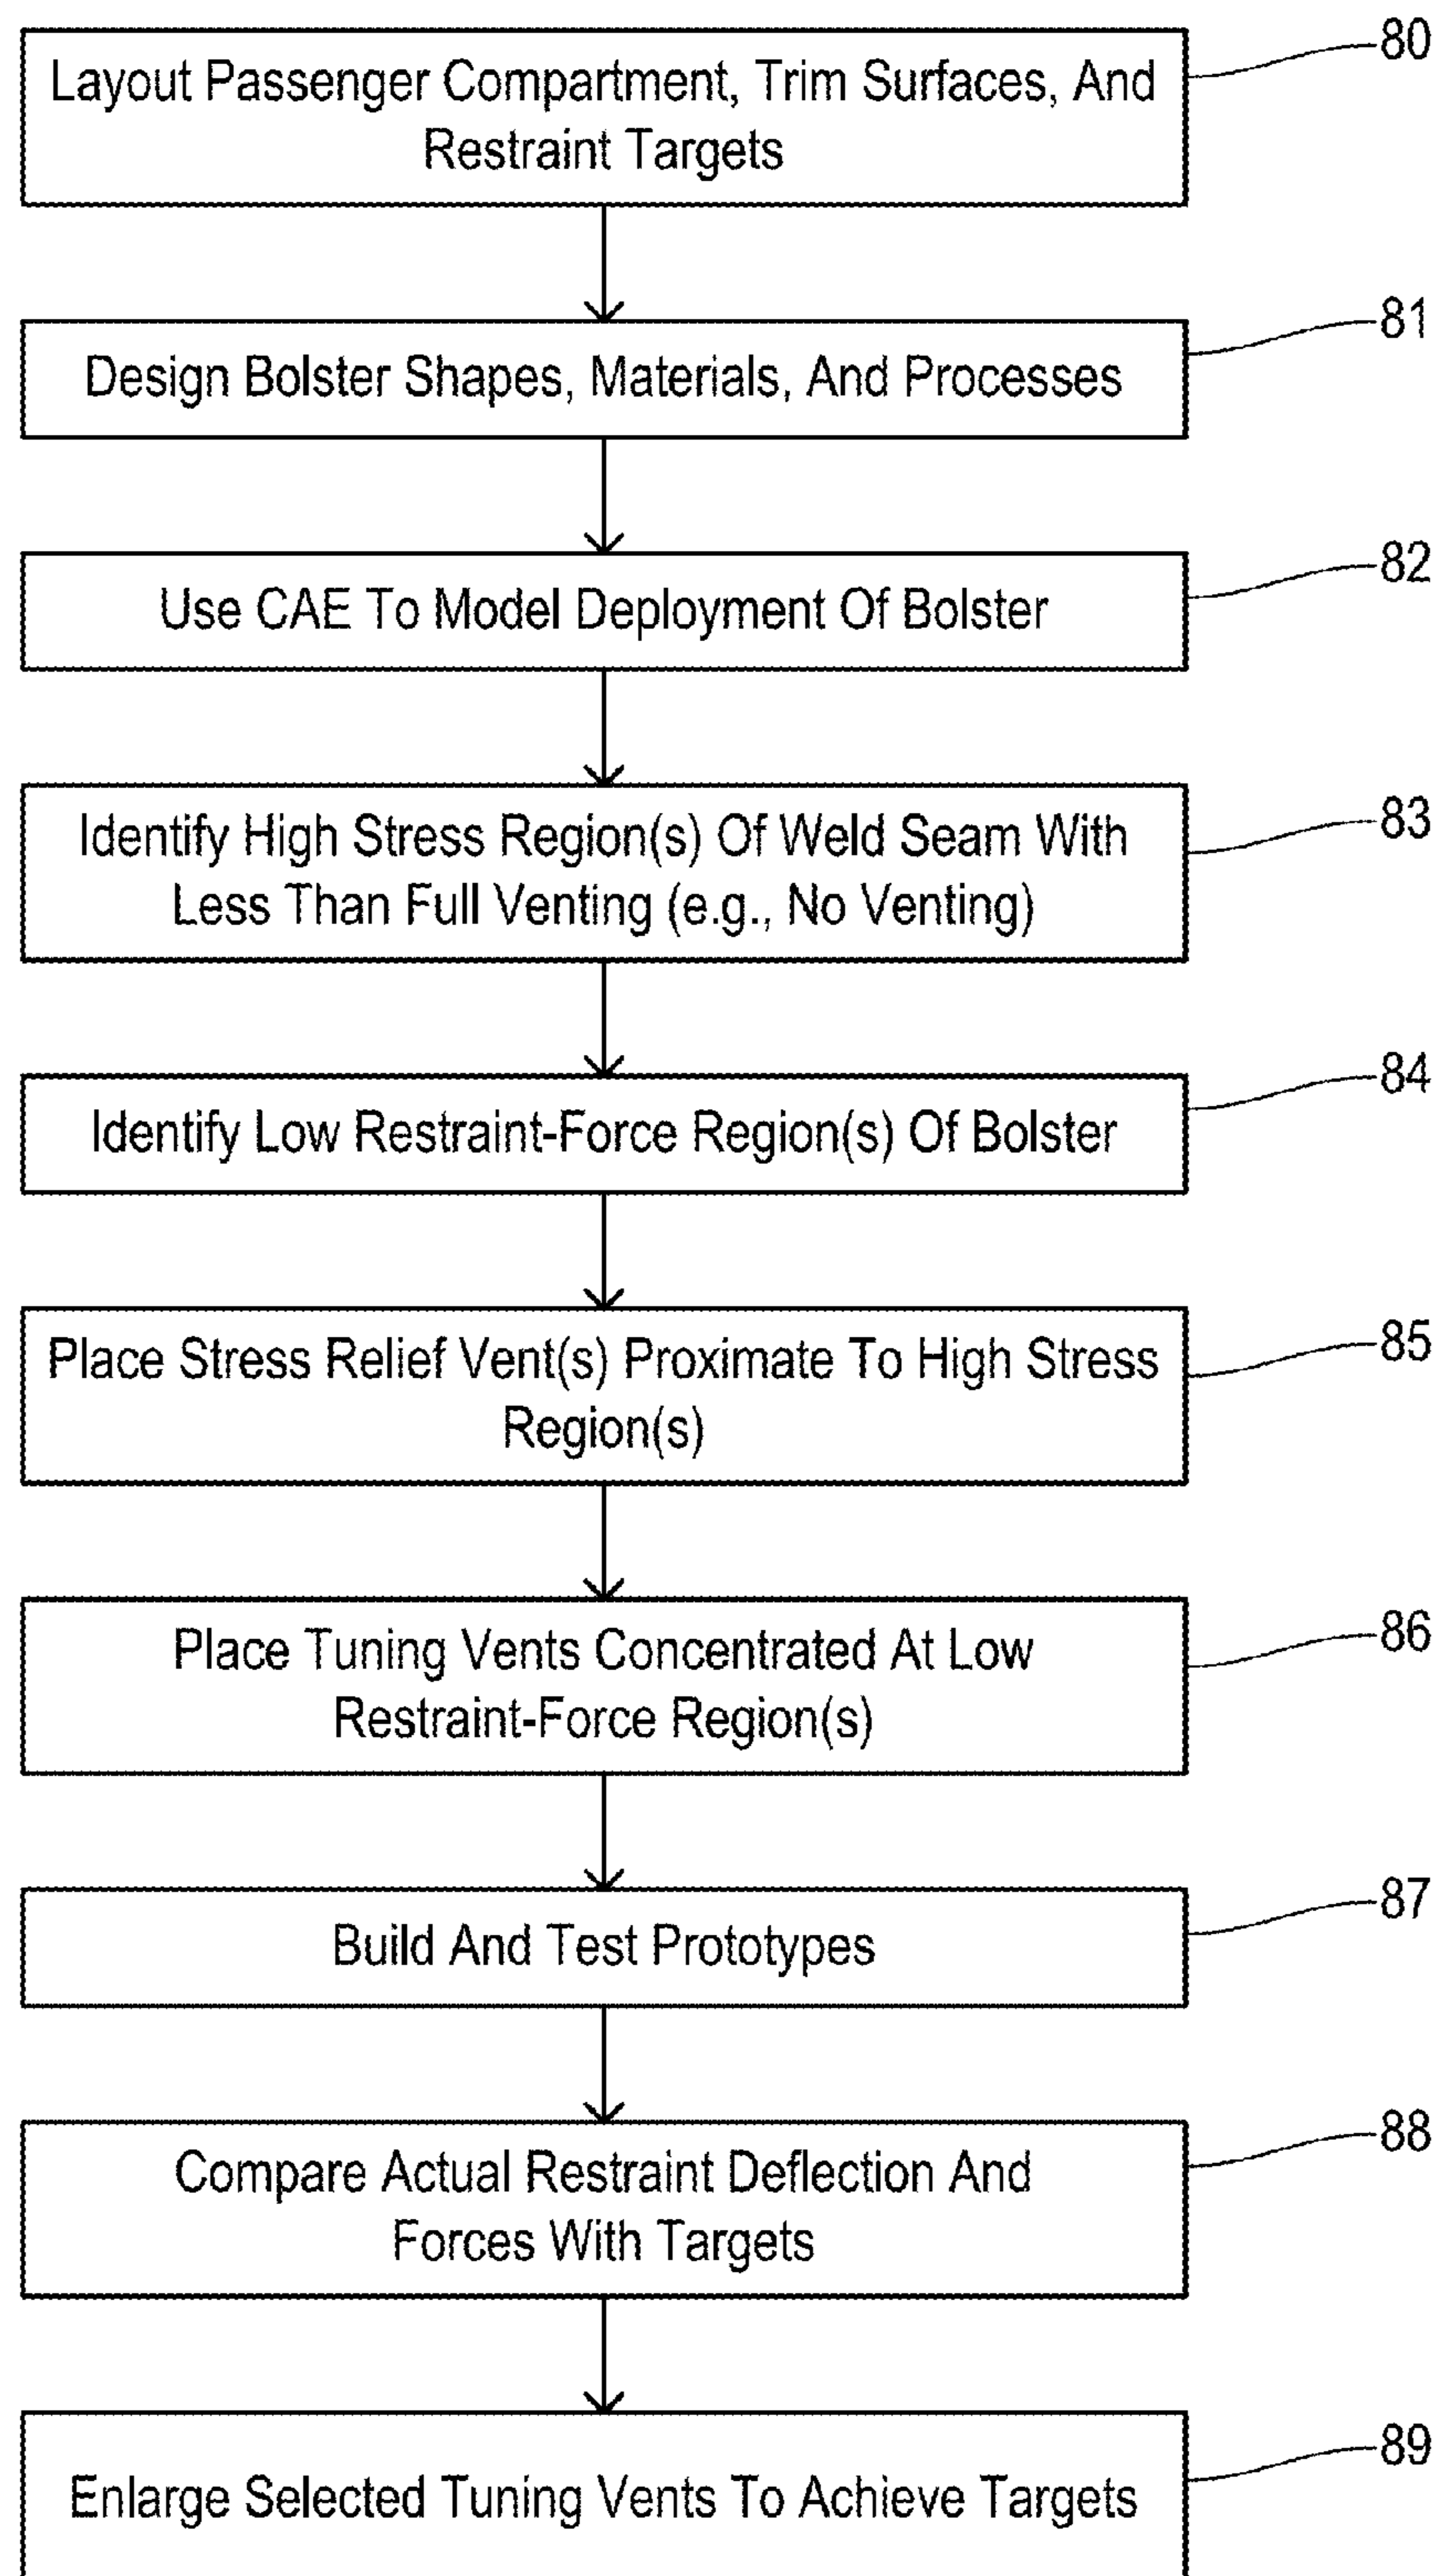 80
Layout Passenger Compartment, Trim Surfaces, And
Restraint Targets
81
Design Bolster Shapes, Materials, And Processes
82
Use CAE To Model Deployment Of Bolster
83
Identify High Stress Region(s) Of Weld Seam With
Less Than Full Venting (e.g., No Venting)
84
Identify Low Restraint-Force Region(s) Of Bolster
85
Place Stress Relief Vent(s) Proximate To High Stress
Region(s)
86
Place Tuning Vents Concentrated At Low
Restraint-Force Region(s)
87
Build And Test Prototypes
88
Compare Actual Restraint Deflection And
Forces With Targets
89
Enlarge Selected Tuning Vents To Achieve Targets